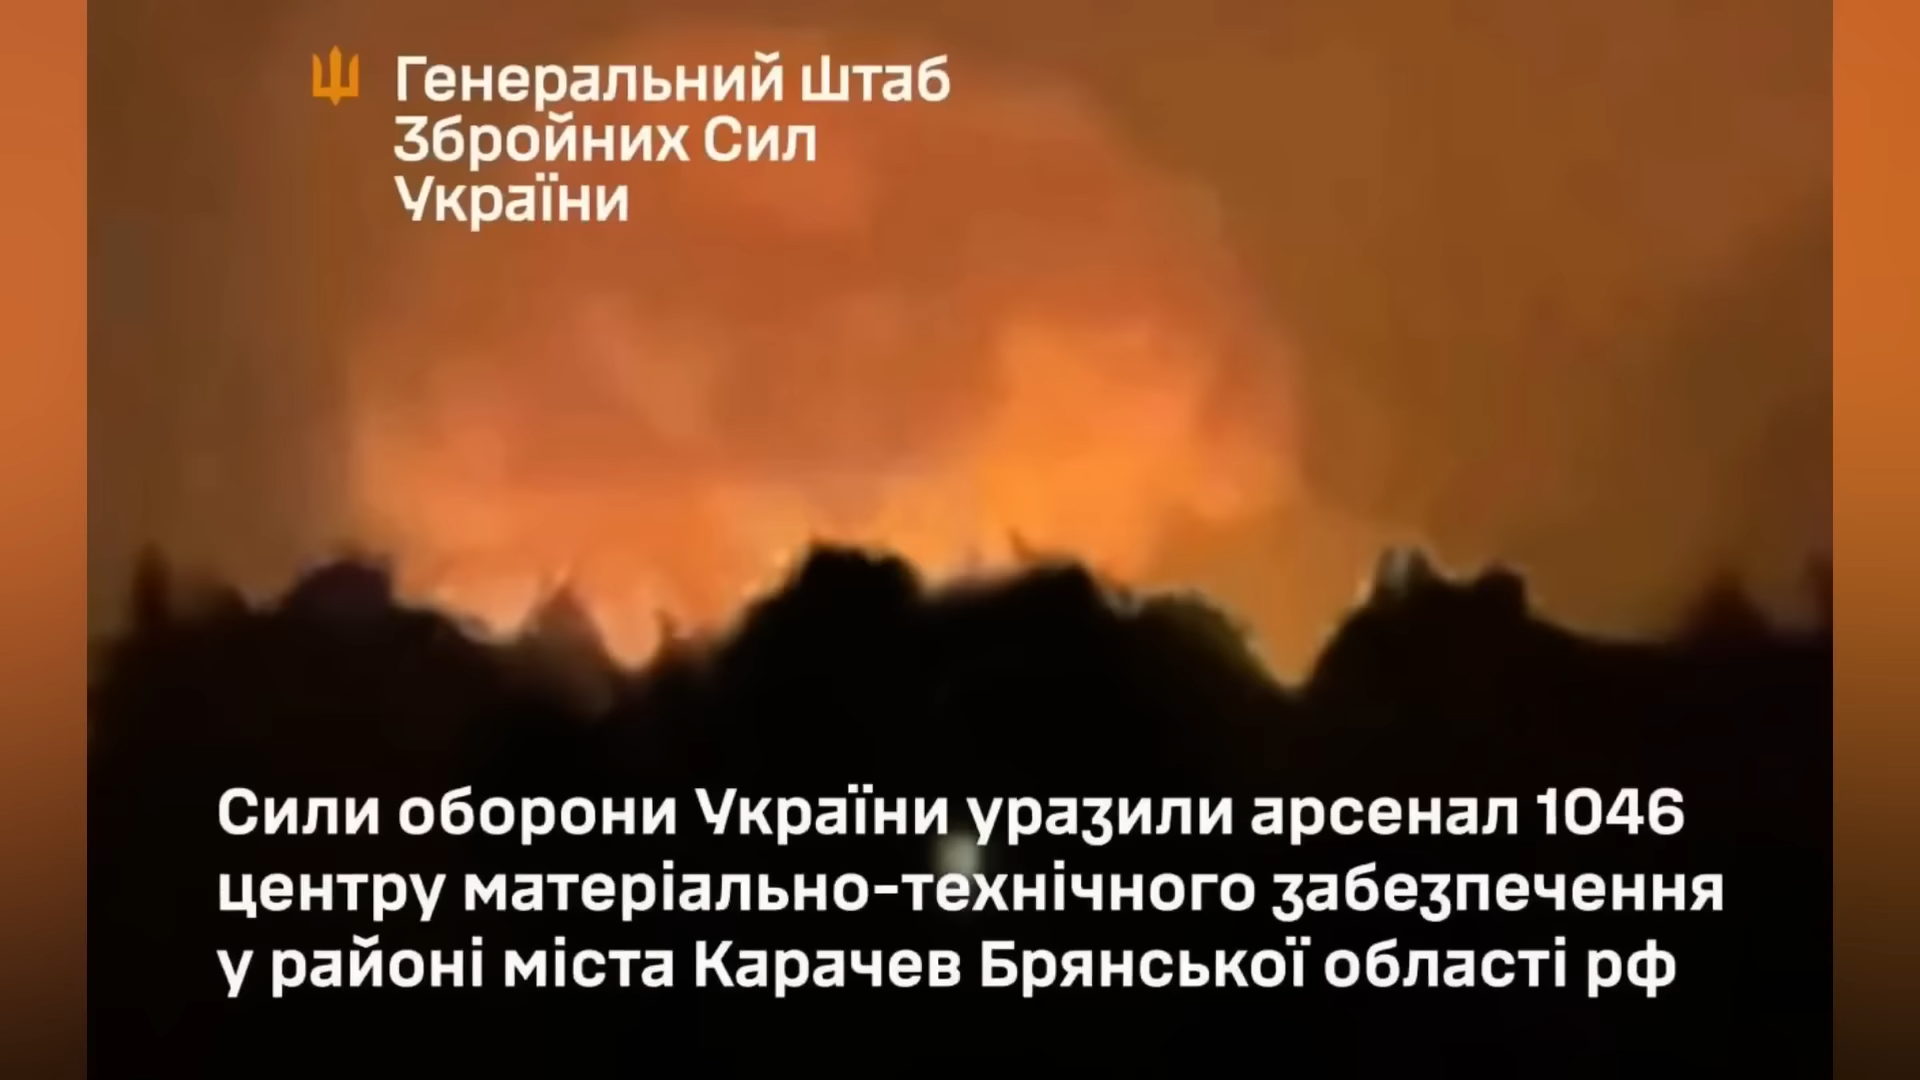 Генеральний штаб
Збройних Сил
України
Сили оборони України уразили арсенал 1046
центру матеріально-технічного забезпечення
у районі міста Карачев Брянської області рф